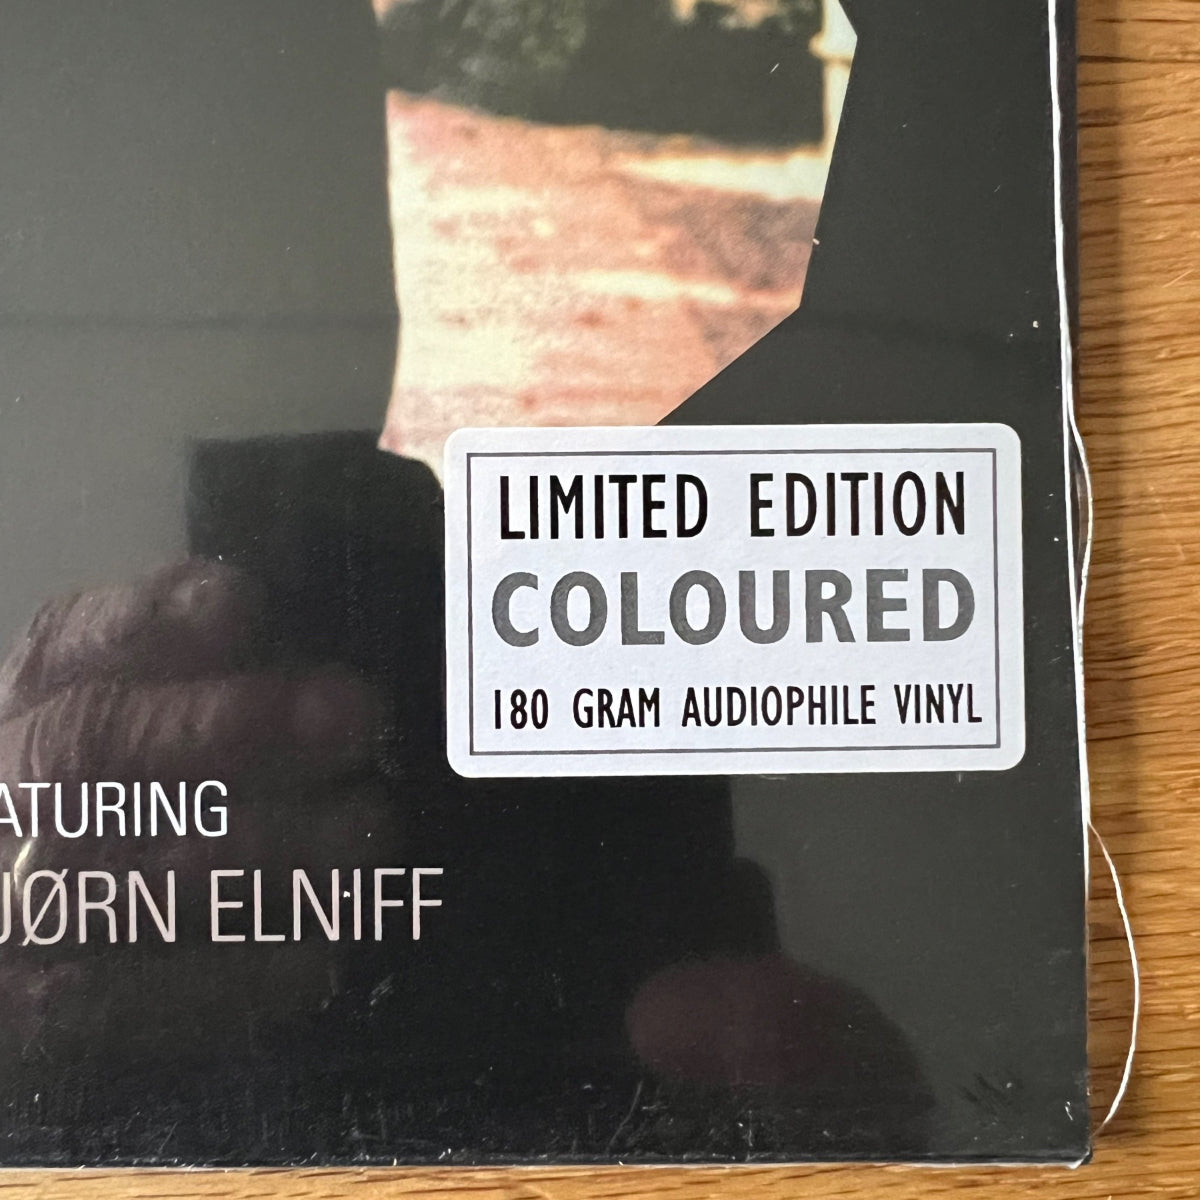 LIMITED EDITION
COLOURED
180 GRAM AUDIOPHILE VINYL
ATURING
JØRN ELNIFF